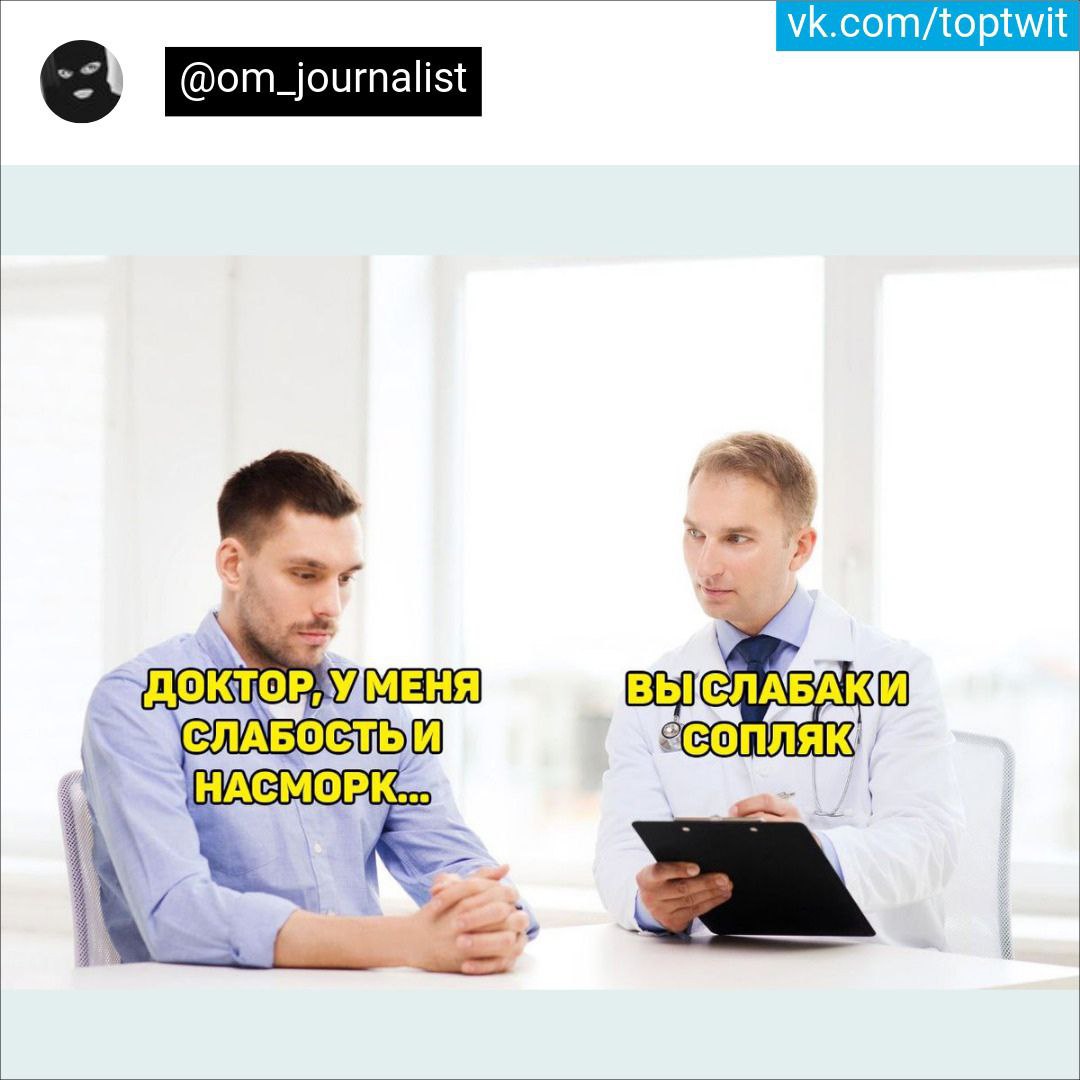 vk.com/toptwit
@om_journalist
ДОКТОР, У МЕНЯ
СЛАБОСТЬ И
НАСМОРК...
ВЫ СЛАБАК И
СОПЛЯК